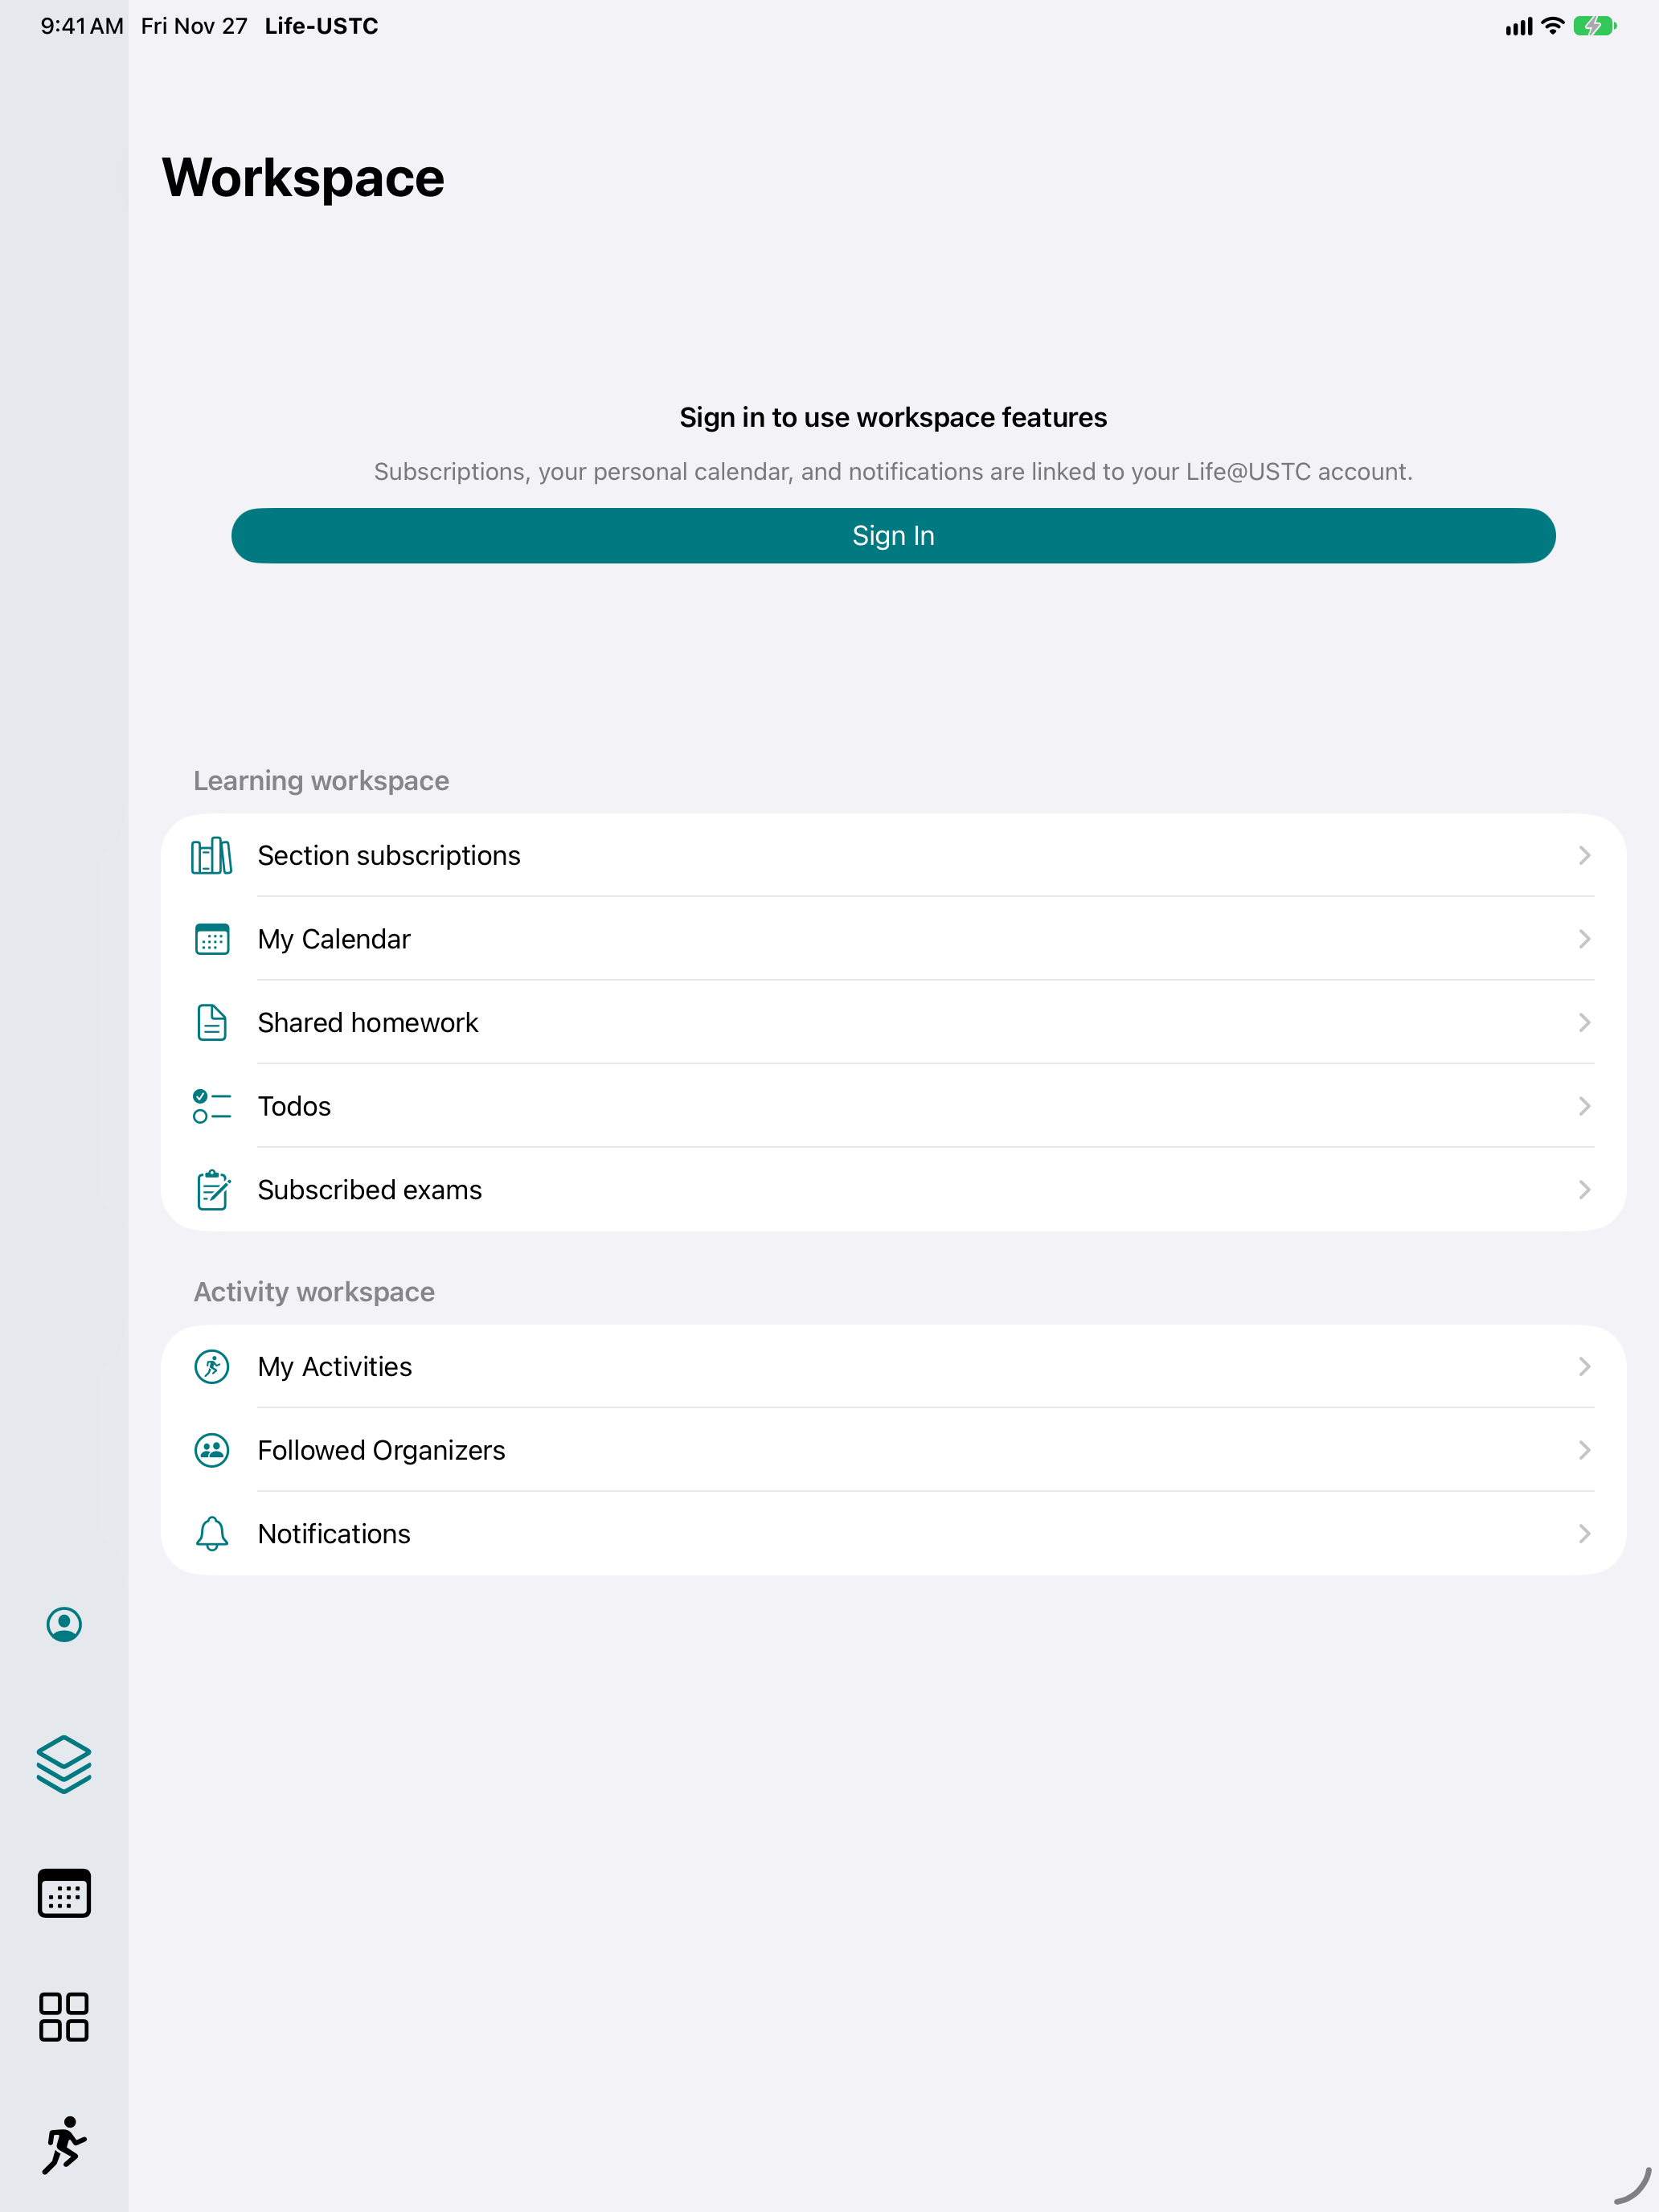 9:41 AM Fri Nov 27 Life-USTC
Workspace
Sign in to use workspace features
Subscriptions, your personal calendar, and notifications are linked to your Life@USTC account.
Sign In
Learning workspace
Section subscriptions
My Calendar
Shared homework
Todos
Subscribed exams
Activity workspace
My Activities
Followed Organizers
Notifications